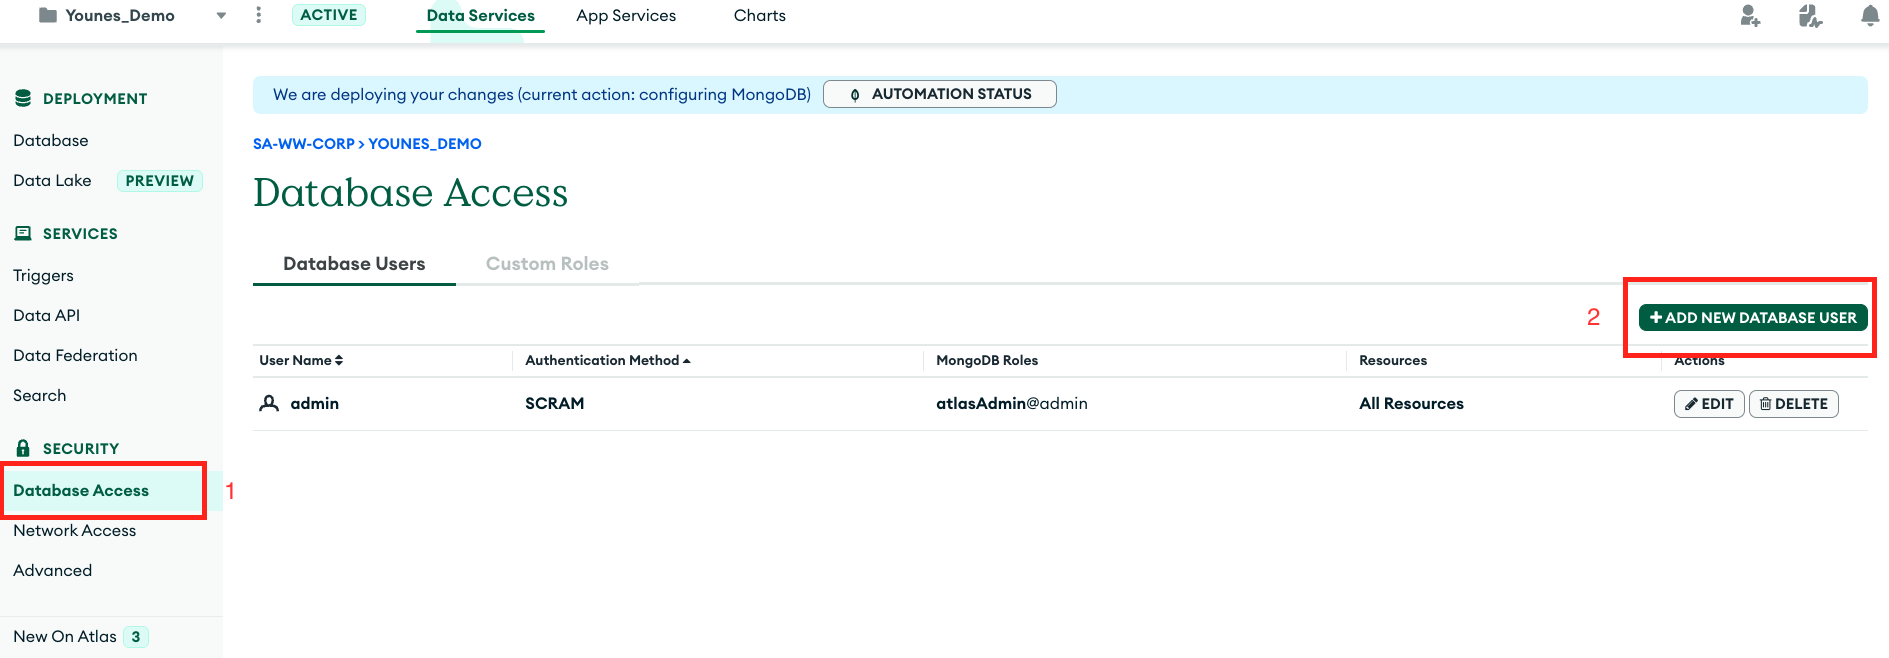 Younes_Demo ACTIVE Data Services App Services Charts
DEPLOYMENT
Database
Data Lake PREVIEW
SERVICES
Triggers
Data API
Data Federation
Search
SECURITY
Database Access 1
Network Access
Advanced
New On Atlas 3
We are deploying your changes (current action: configuring MongoDB) AUTOMATION STATUS
SA-WW-CORP > YOUNES_DEMO
Database Access
Database Users Custom Roles
2 + ADD NEW DATABASE USER
User Name Authentication Method MongoDB Roles Resources Actions
admin SCRAM atlasAdmin@admin All Resources EDIT DELETE